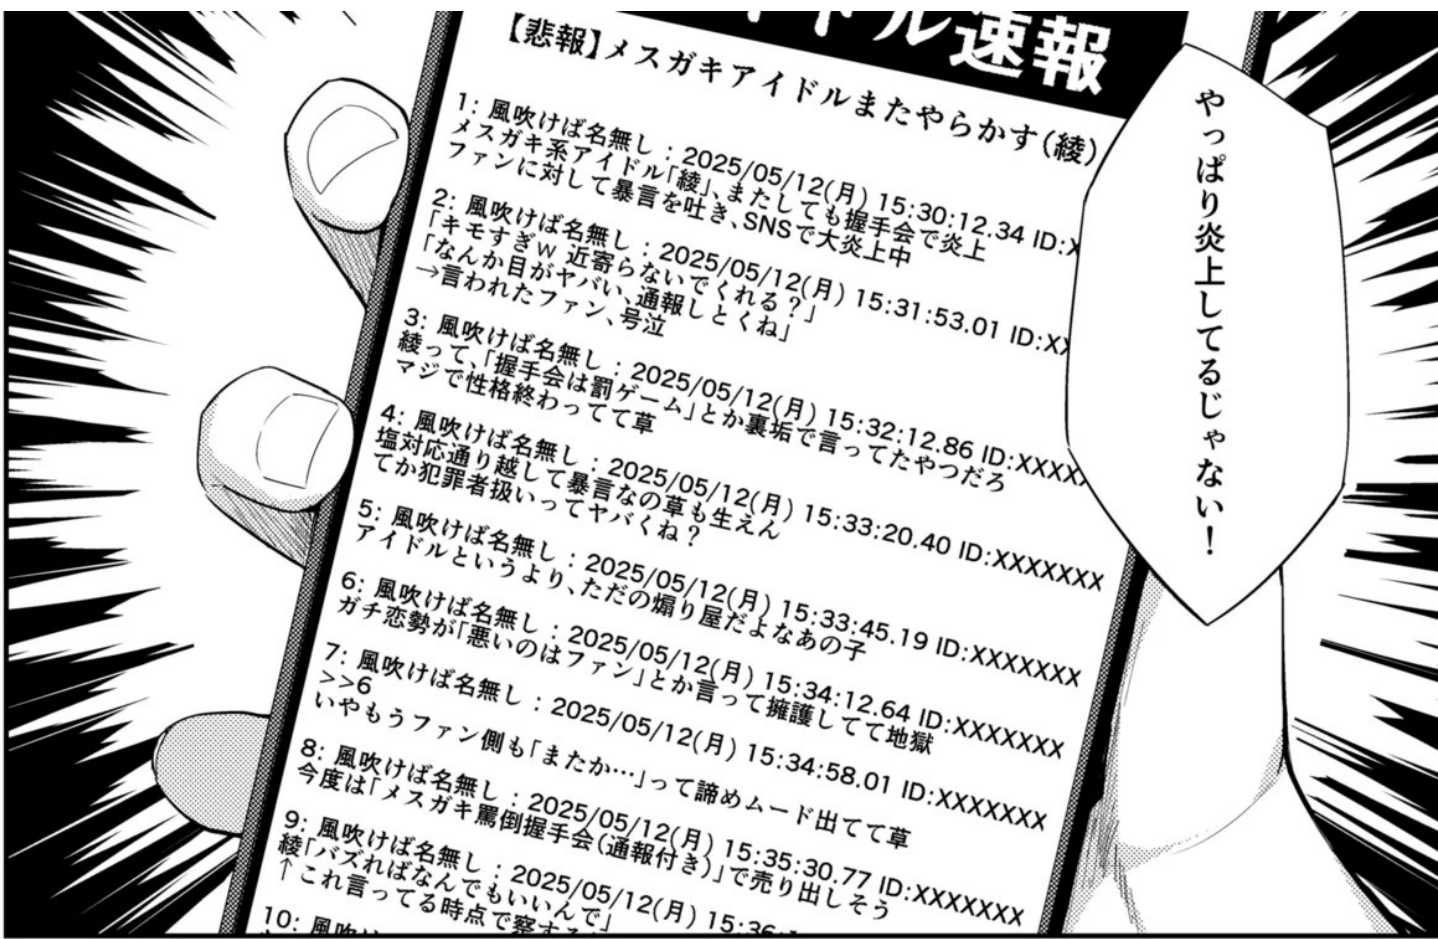 イドル速報
【悲報】メスガキアイドルまたやらかす(綾)
1: 風吹けば名無し : 2025/05/12(月) 15:30:12.34 ID:X
メスガキ系アイドル「綾」、またしても握手会で炎上
ファンに対して暴言を吐き、SNSで大炎上中
2: 風吹けば名無し : 2025/05/12(月) 15:31:53.01 ID:XX
「キモすぎw 近寄らないでくれる?」
「なんか目がヤバい、通報しとくね」
→言われたファン、号泣
3: 風吹けば名無し : 2025/05/12(月) 15:32:12.86 ID:XXXXX
綾って、「握手会は罰ゲーム」とか裏垢で言ってたやつだろ
マジで性格終わってて草
4: 風吹けば名無し : 2025/05/12(月) 15:33:20.40 ID:XXXXXXX
塩対応通り越して暴言なの草も生えん
てか犯罪者扱いってヤバくね?
5: 風吹けば名無し : 2025/05/12(月) 15:33:45.19 ID:XXXXXXX
アイドルというより、ただの煽り屋だよなあの子
6: 風吹けば名無し : 2025/05/12(月) 15:34:12.64 ID:XXXXXXX
ガチ恋勢が「悪いのはファン」とか言って擁護してて地獄
7: 風吹けば名無し : 2025/05/12(月) 15:34:58.01 ID:XXXXXXX
>>6
いやもうファン側も「またか…」って諦めムード出てて草
8: 風吹けば名無し : 2025/05/12(月) 15:35:30.77 ID:XXXXXXX
今度は「メスガキ罵倒握手会(通報付き)」で売り出しそう
9: 風吹けば名無し : 2025/05/12(月) 15:36:
綾「バズればなんでもいいんで」
↑これ言ってる時点で察する
10: 風吹け
やっぱり炎上してるじゃない!